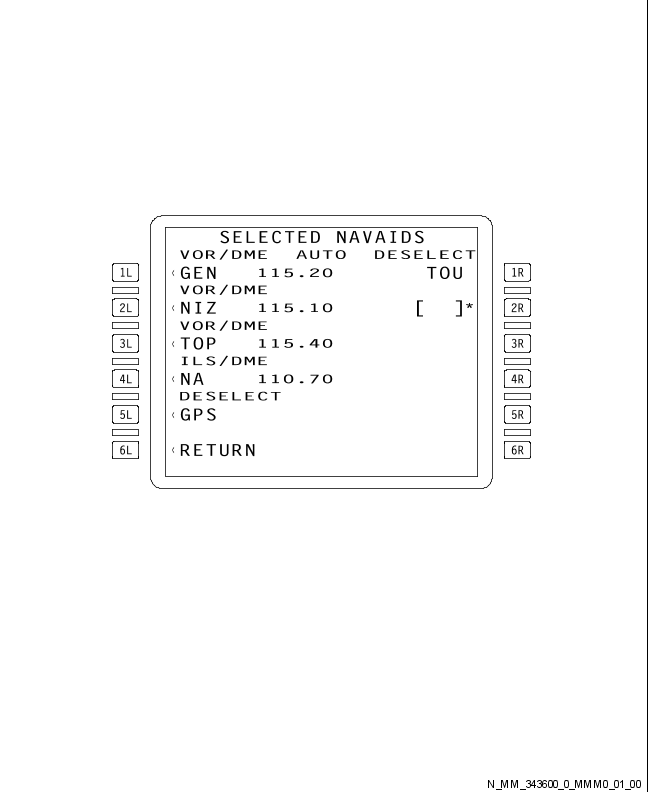 SELECTED NAVAIDS
VOR/DME AUTO DESELECT
1L ‹GEN 115.20 TOU 1R
VOR/DME
2L ‹NIZ 115.10 [ ]* 2R
VOR/DME
3L ‹TOP 115.40 3R
ILS/DME
4L ‹NA 110.70 4R
DESELECT
5L ‹GPS 5R
6L ‹RETURN 6R
N_MM_343600_0_MMM0_01_00